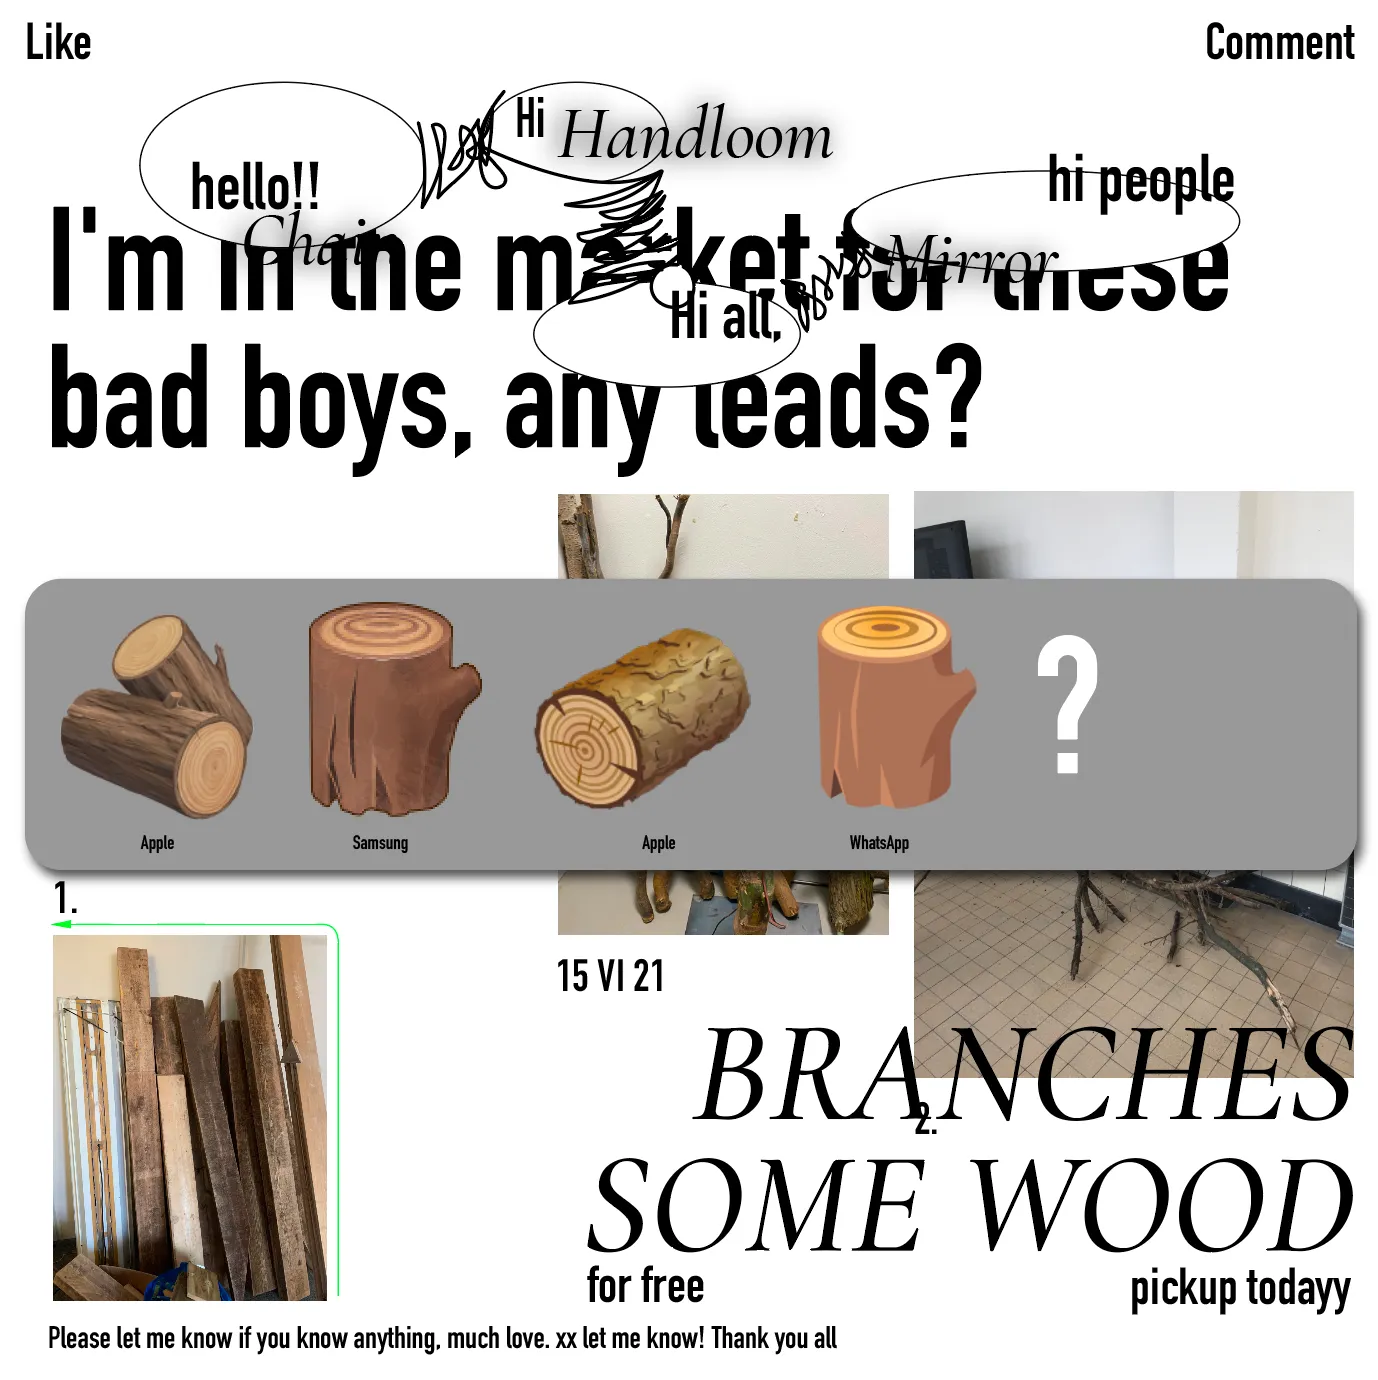 Like
Comment
hello!!
Hi
Handloom
hi people
Chain
Mirror
I'm in the market for these
Hi all,
bad boys, any leads?
Apple
Samsung
Apple
WhatsApp
?
1.
15 VI 21
BRANCHES
2.
SOME WOOD
for free
pickup todayy
Please let me know if you know anything, much love. xx let me know! Thank you all